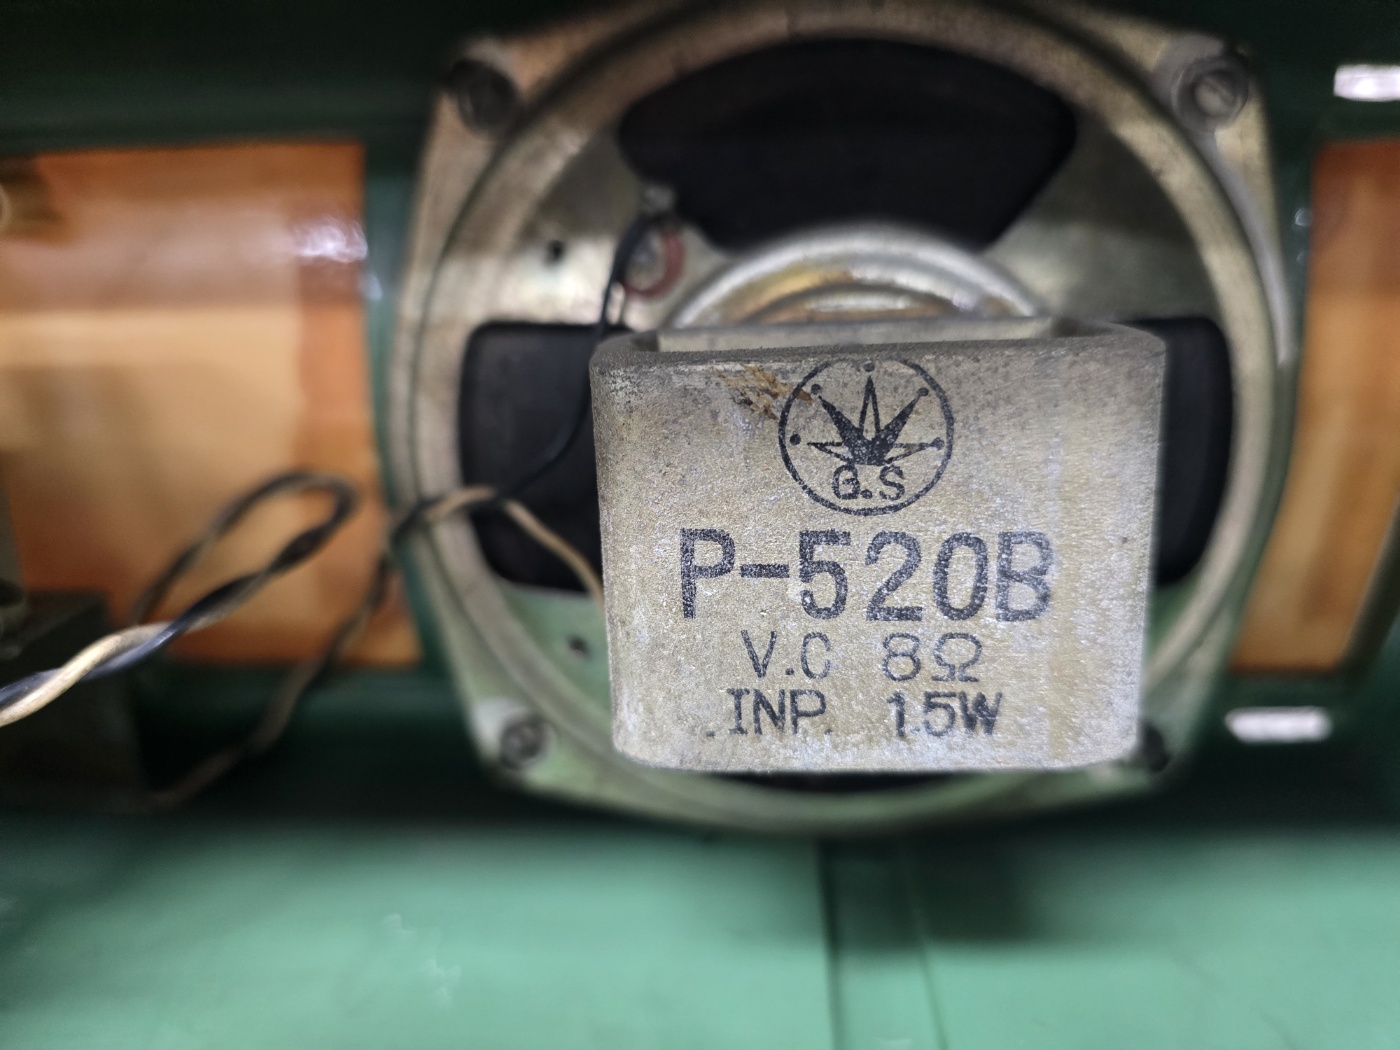 G.S
P-520B
V.C 8Ω
INP. 1.5W